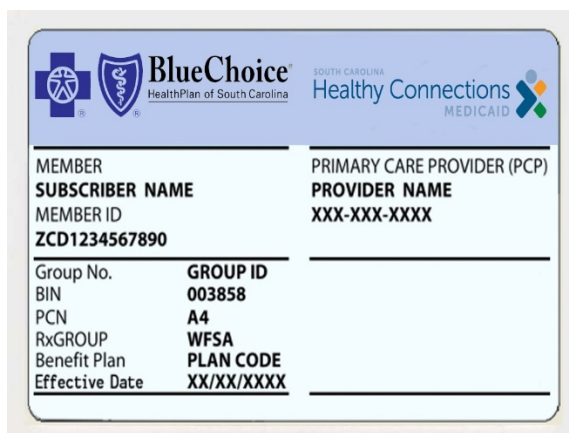 BlueChoice®
HealthPlan of South Carolina
SOUTH CAROLINA
Healthy Connections
MEDICAID
MEMBER
SUBSCRIBER NAME
MEMBER ID
ZCD1234567890
PRIMARY CARE PROVIDER (PCP)
PROVIDER NAME
XXX-XXX-XXXX
Group No. GROUP ID
BIN 003858
PCN A4
RxGROUP WFSA
Benefit Plan PLAN CODE
Effective Date XX/XX/XXXX